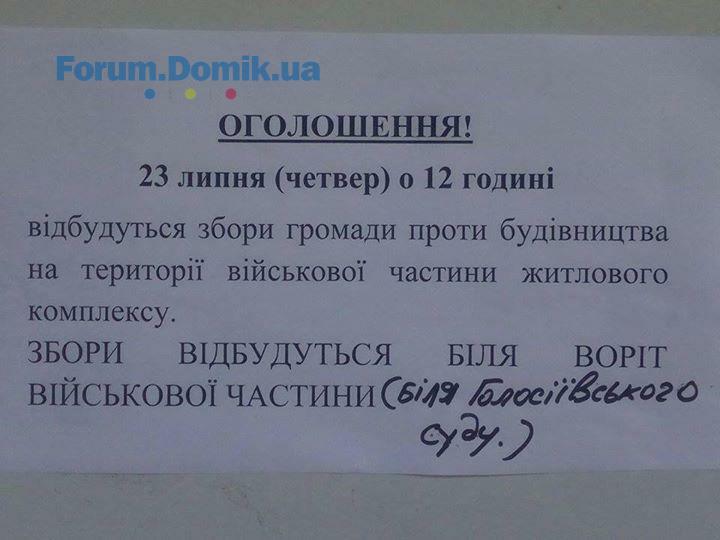 Forum.Domik.ua
ОГОЛОШЕННЯ!
23 липня (четвер) о 12 годині
відбудуться збори громади проти будівництва
на території військової частини житлового
комплексу.
ЗБОРИ ВІДБУДУТЬСЯ БІЛЯ ВОРІТ
ВІЙСЬКОВОЇ ЧАСТИНИ (біля Голосіївського
суду.)